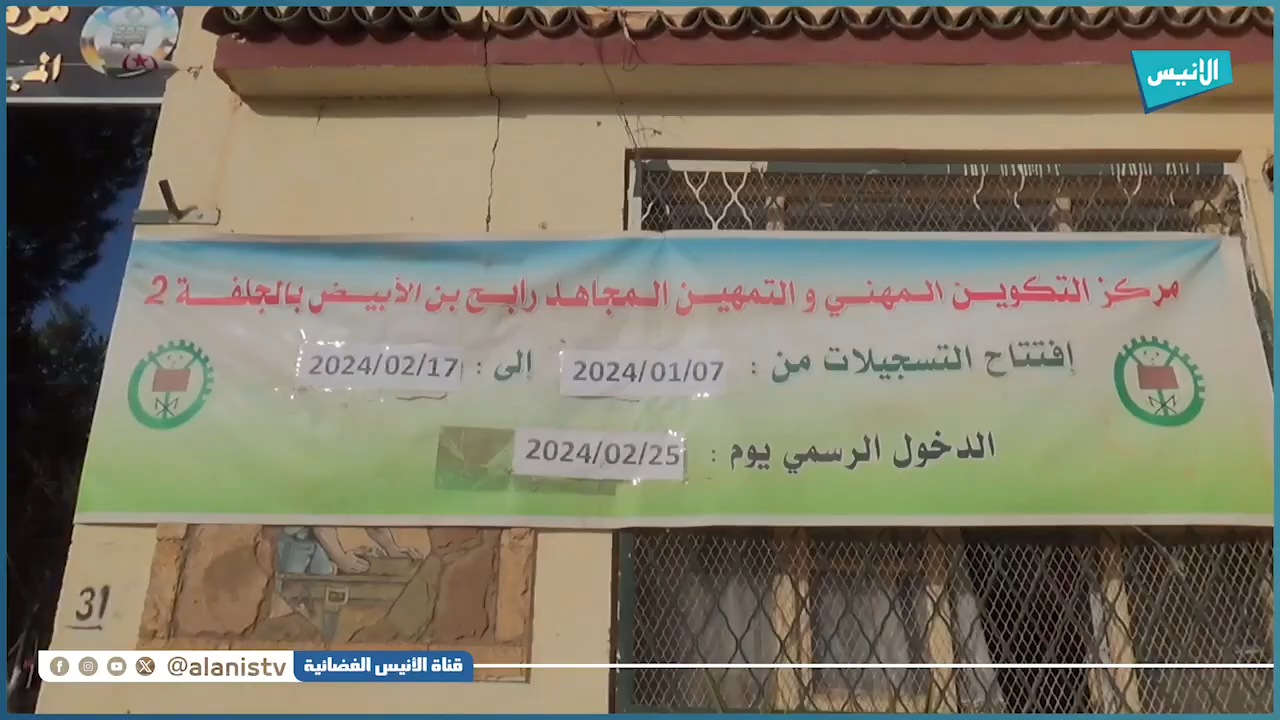 الانيس
مركز التكوين المهني و التمهين المجاهد رابح بن الأبيض بالجلفة 2
إفتتاح التسجيلات من : 2024/01/07 إلى : 2024/02/17
الدخول الرسمي يوم : 2024/02/25
31
@alanistv قناة الأنيس الفضائية